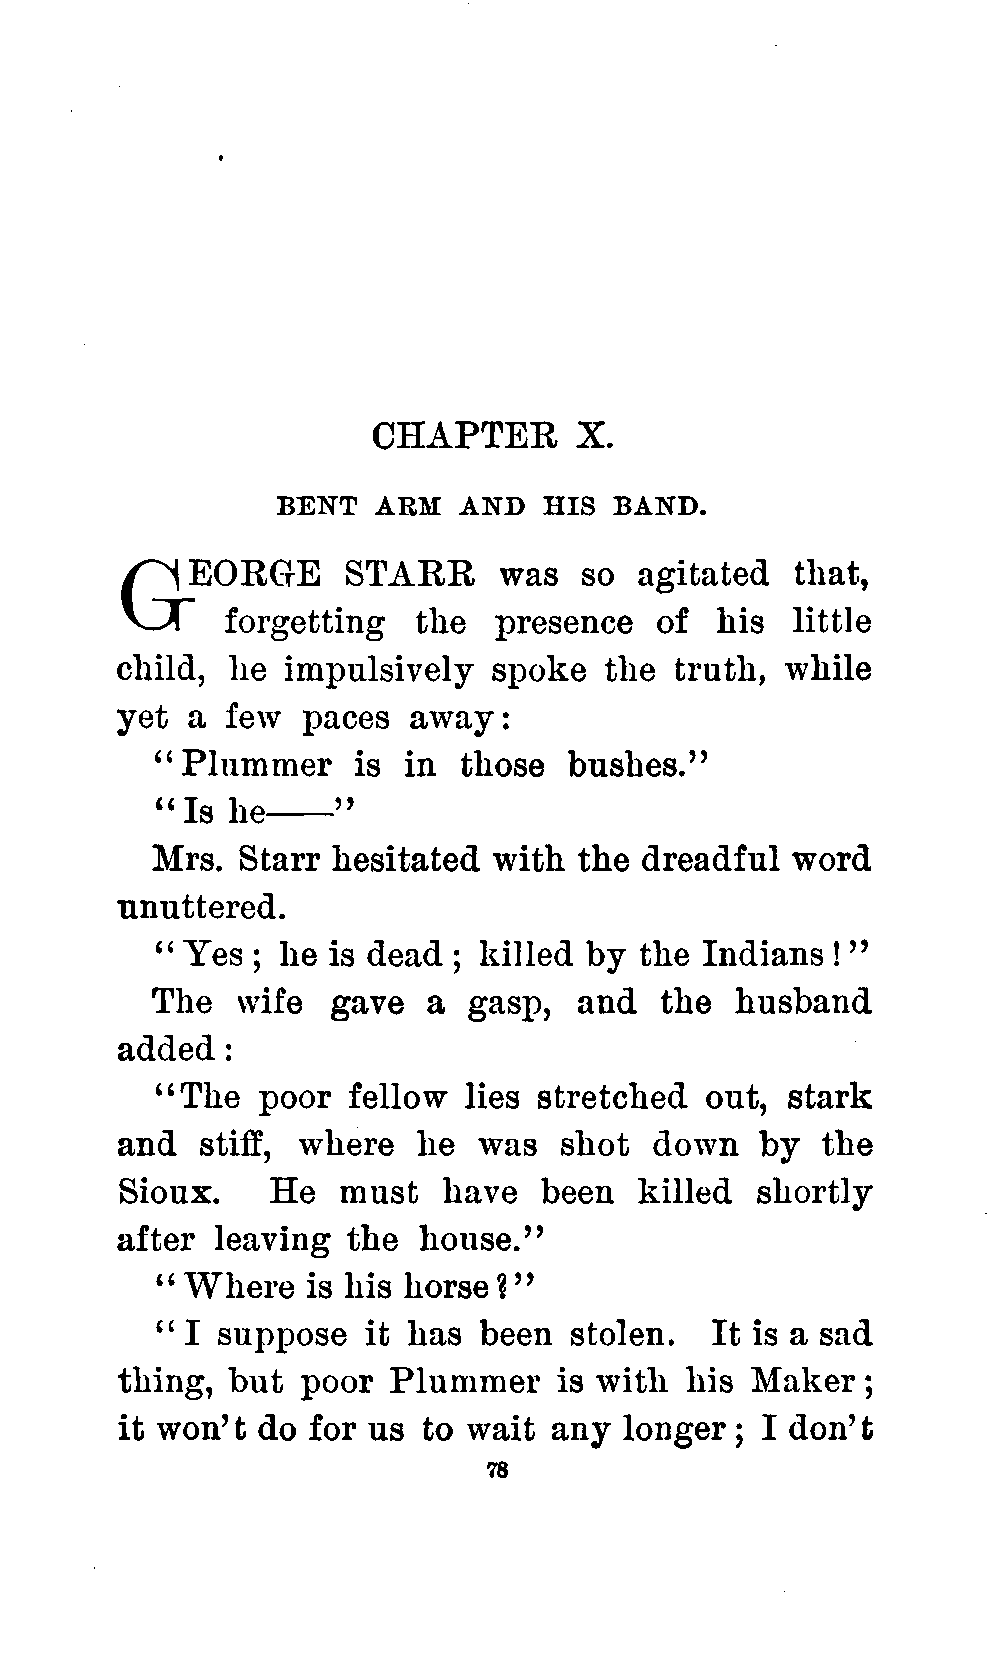 CHAPTER X.
BENT ARM AND HIS BAND.
GEORGE STARR was so agitated that,
forgetting the presence of his little
child, he impulsively spoke the truth, while
yet a few paces away:
"Plummer is in those bushes."
"Is he——"
Mrs. Starr hesitated with the dreadful word
unuttered.
"Yes; he is dead; killed by the Indians!"
The wife gave a gasp, and the husband
added:
"The poor fellow lies stretched out, stark
and stiff, where he was shot down by the
Sioux. He must have been killed shortly
after leaving the house."
"Where is his horse?"
"I suppose it has been stolen. It is a sad
thing, but poor Plummer is with his Maker;
it won't do for us to wait any longer; I don't
78